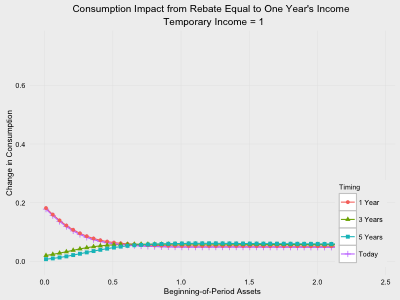 Consumption Impact from Rebate Equal to One Year's Income
Temporary Income = 1
Change in Consumption
0.6
0.4
0.2
0.0
0.0 0.5 1.0 1.5 2.0 2.5
Beginning-of-Period Assets
Timing
1 Year
3 Years
5 Years
Today